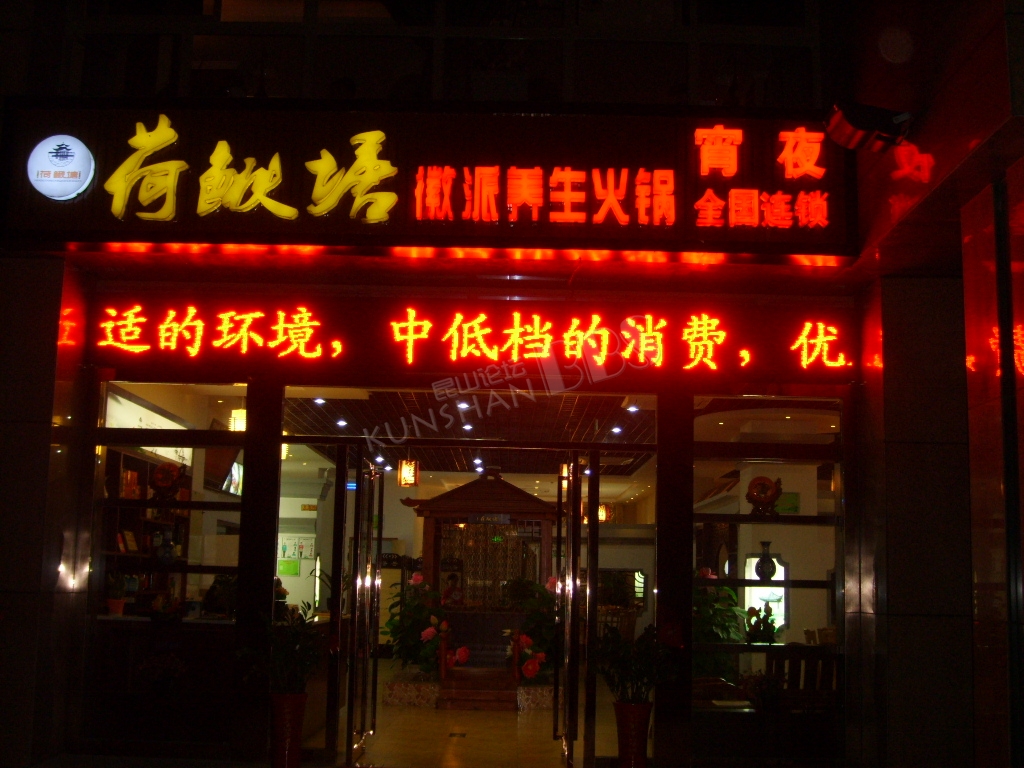 荷鳅塘
徽派养生火锅
宵夜
全国连锁
适的环境，中低档的消费，优
昆山论坛
KUNSHAN BBS